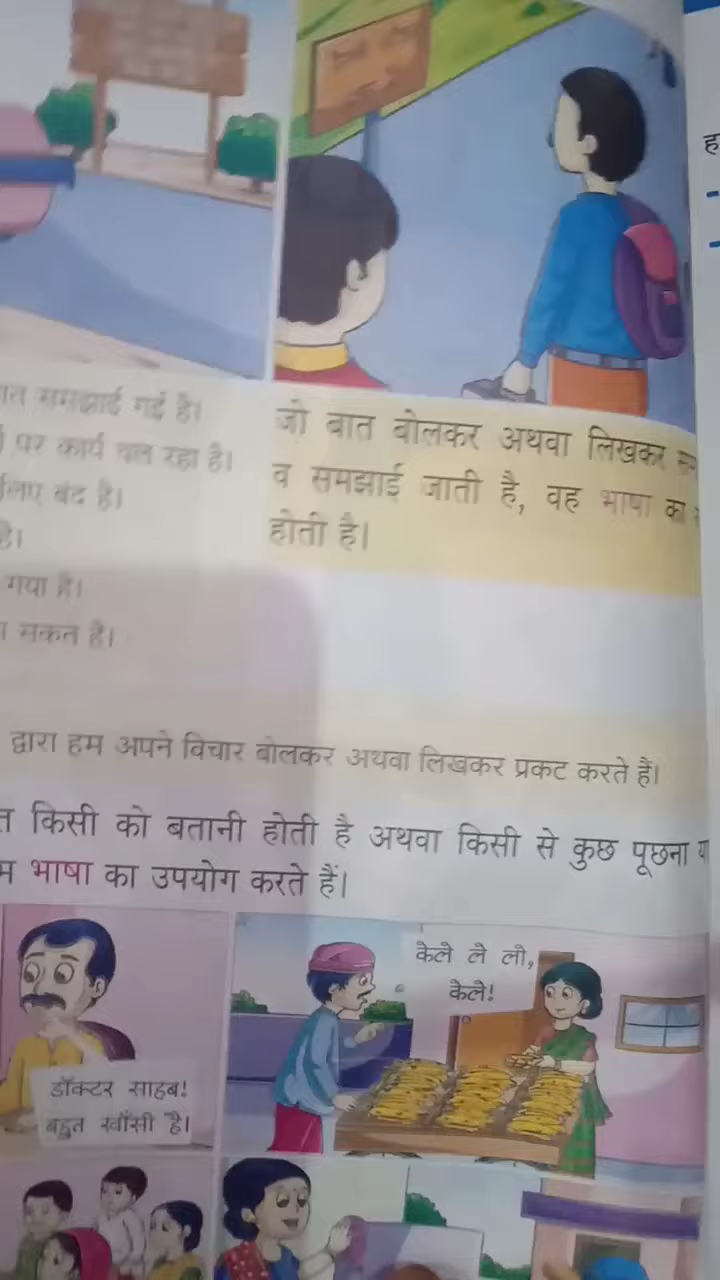 समझाई गई है।
पर कार्य चल रहा है।
लिए बंद है।
है।
गया है।
सकते हैं।
जो बात बोलकर अथवा लिखकर
व समझाई जाती है, वह भाषा का
होती है।
द्वारा हम अपने विचार बोलकर अथवा लिखकर प्रकट करते हैं।
किसी को बतानी होती है अथवा किसी से कुछ पूछना
भाषा का उपयोग करते हैं।
डॉक्टर साहब!
बहुत खाँसी है।
केले ले लो,
केले!